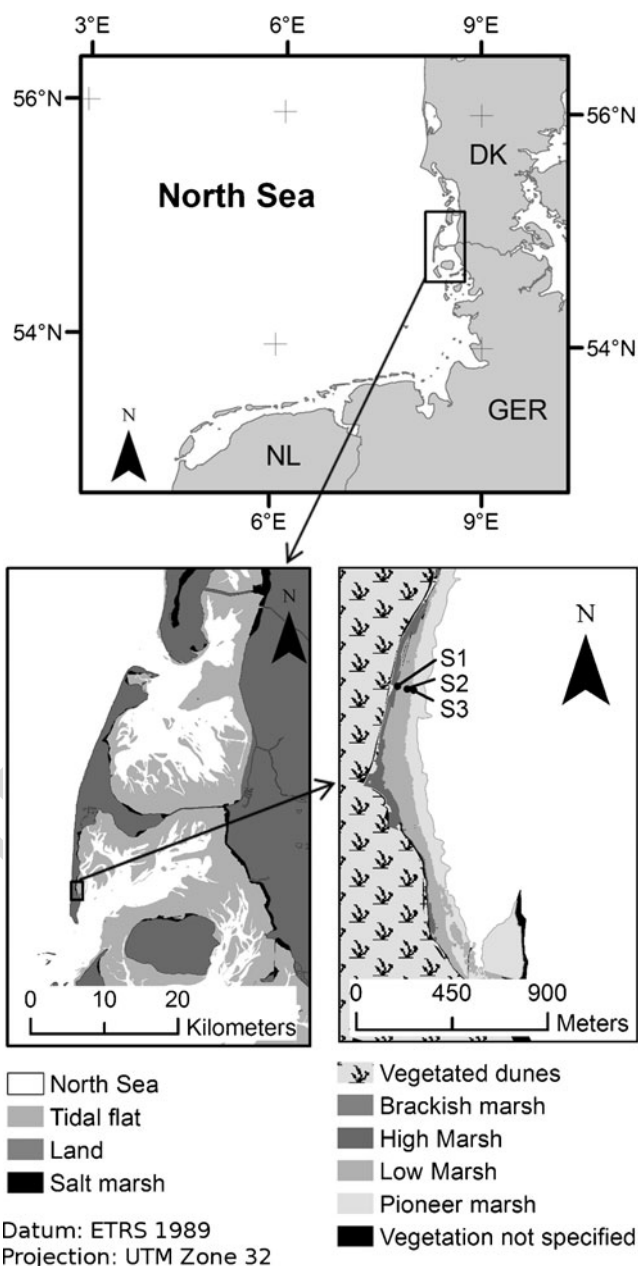 3°E 6°E 9°E
56°N
56°N
DK
North Sea
54°N
54°N
GER
N
NL
6°E 9°E
N
0 10 20
Kilometers
N
S1
S2
S3
0 450 900
Meters
North Sea
Tidal flat
Land
Salt marsh
Datum: ETRS 1989
Projection: UTM Zone 32
Vegetated dunes
Brackish marsh
High Marsh
Low Marsh
Pioneer marsh
Vegetation not specified